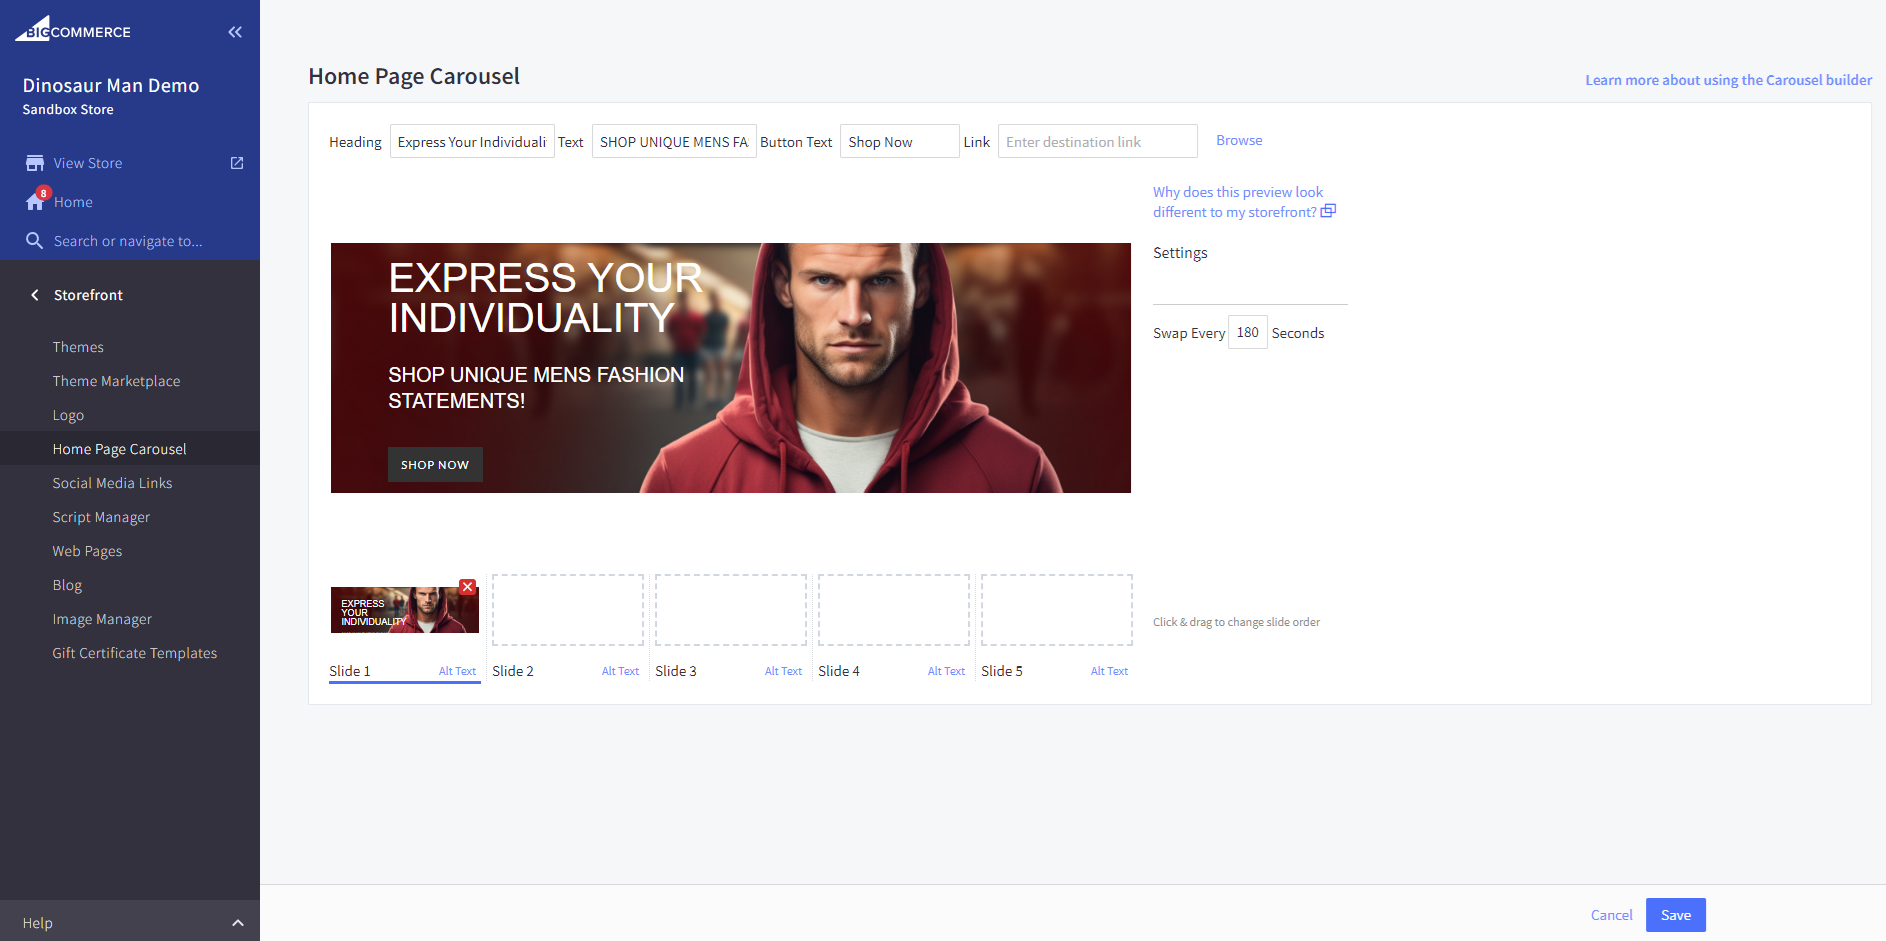 BIGCOMMERCE
Dinosaur Man Demo
Sandbox Store
View Store
8
Home
Search or navigate to...
Storefront
Themes
Theme Marketplace
Logo
Home Page Carousel
Social Media Links
Script Manager
Web Pages
Blog
Image Manager
Gift Certificate Templates
Help
Home Page Carousel
Learn more about using the Carousel builder
Heading Express Your Individuali Text SHOP UNIQUE MENS FA Button Text Shop Now Link Enter destination link Browse
Why does this preview look
different to my storefront?
Settings
Swap Every 180 Seconds
EXPRESS YOUR
INDIVIDUALITY
SHOP UNIQUE MENS FASHION
STATEMENTS!
SHOP NOW
EXPRESS
YOUR
INDIVIDUALITY
Click & drag to change slide order
Slide 1 Alt Text Slide 2 Alt Text Slide 3 Alt Text Slide 4 Alt Text Slide 5 Alt Text
Cancel Save